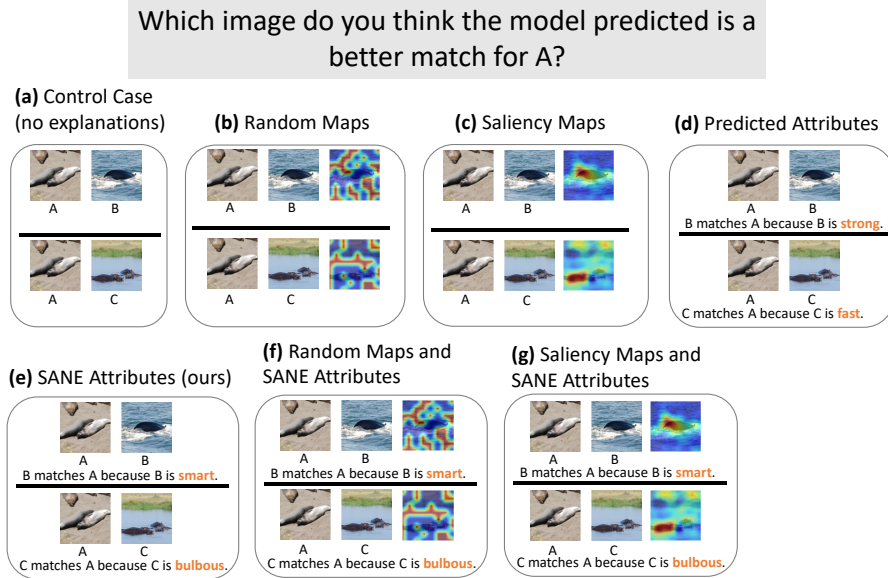 Which image do you think the model predicted is a
better match for A?
(a) Control Case
(no explanations)
(b) Random Maps
(c) Saliency Maps
(d) Predicted Attributes
A B
A C
A B
A C
A B
A C
A B
B matches A because B is strong.
A C
C matches A because C is fast.
(e) SANE Attributes (ours)
(f) Random Maps and
SANE Attributes
(g) Saliency Maps and
SANE Attributes
A B
B matches A because B is smart.
A C
C matches A because C is bulbous.
A B
B matches A because B is smart.
A C
C matches A because C is bulbous.
A B
B matches A because B is smart.
A C
C matches A because C is bulbous.